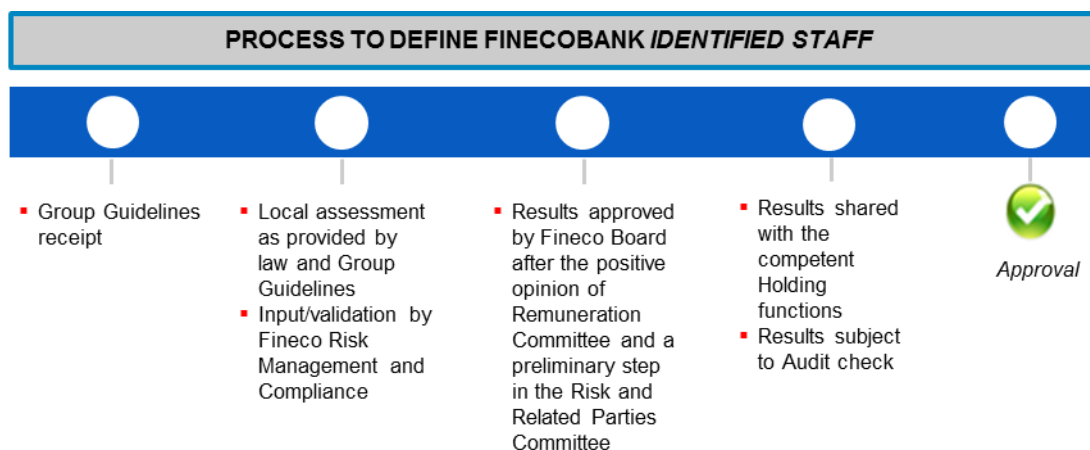 PROCESS TO DEFINE FINECOBANK IDENTIFIED STAFF
Group Guidelines
receipt
Local assessment
as provided by
law and Group
Guidelines
Input/validation by
Fineco Risk
Management and
Compliance
Results approved
by Fineco Board
after the positive
opinion of
Remuneration
Committee and a
preliminary step
in the Risk and
Related Parties
Committee
Results shared
with the
competent
Holding
functions
Results subject
to Audit check
Approval